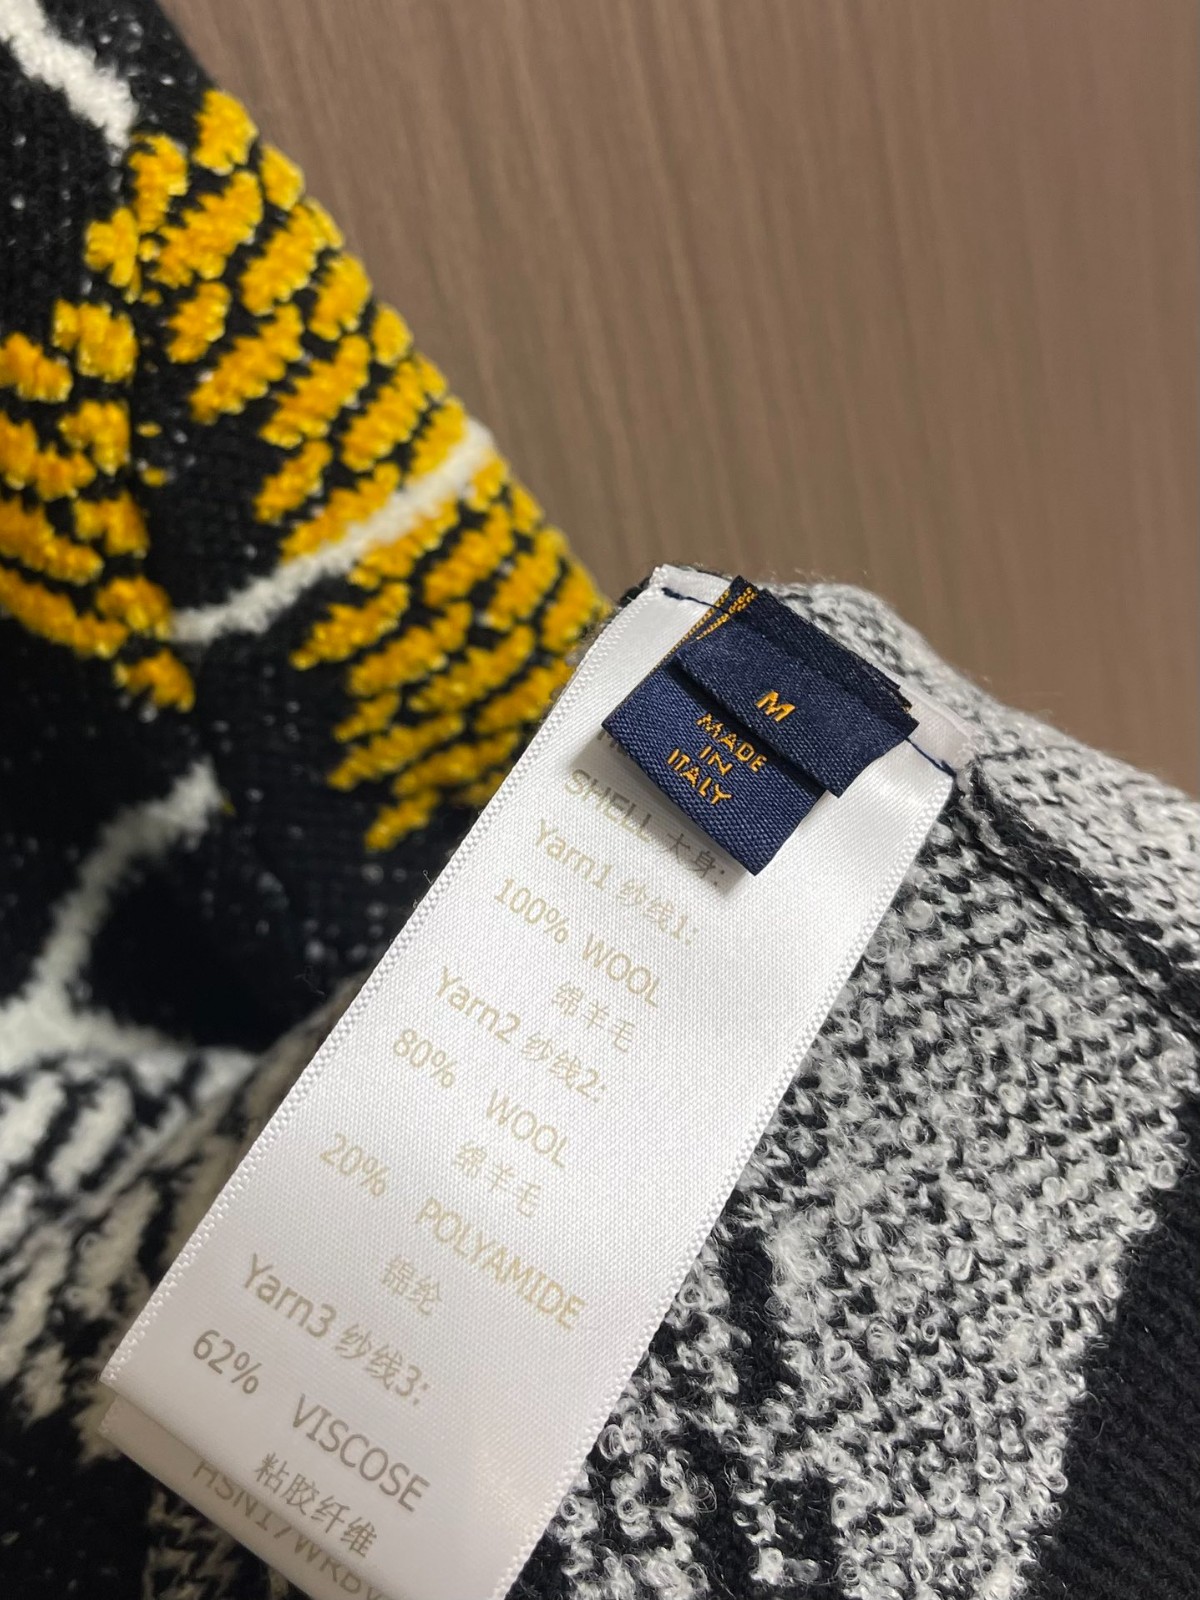 M
MADE
IN
ITALY
SHELL 大身:
Yarn1 纱线1:
100% WOOL
绵羊毛
Yarn2 纱线2:
80% WOOL
绵羊毛
20% POLYAMIDE
锦纶
Yarn3 纱线3:
62% VISCOSE
粘胶纤维